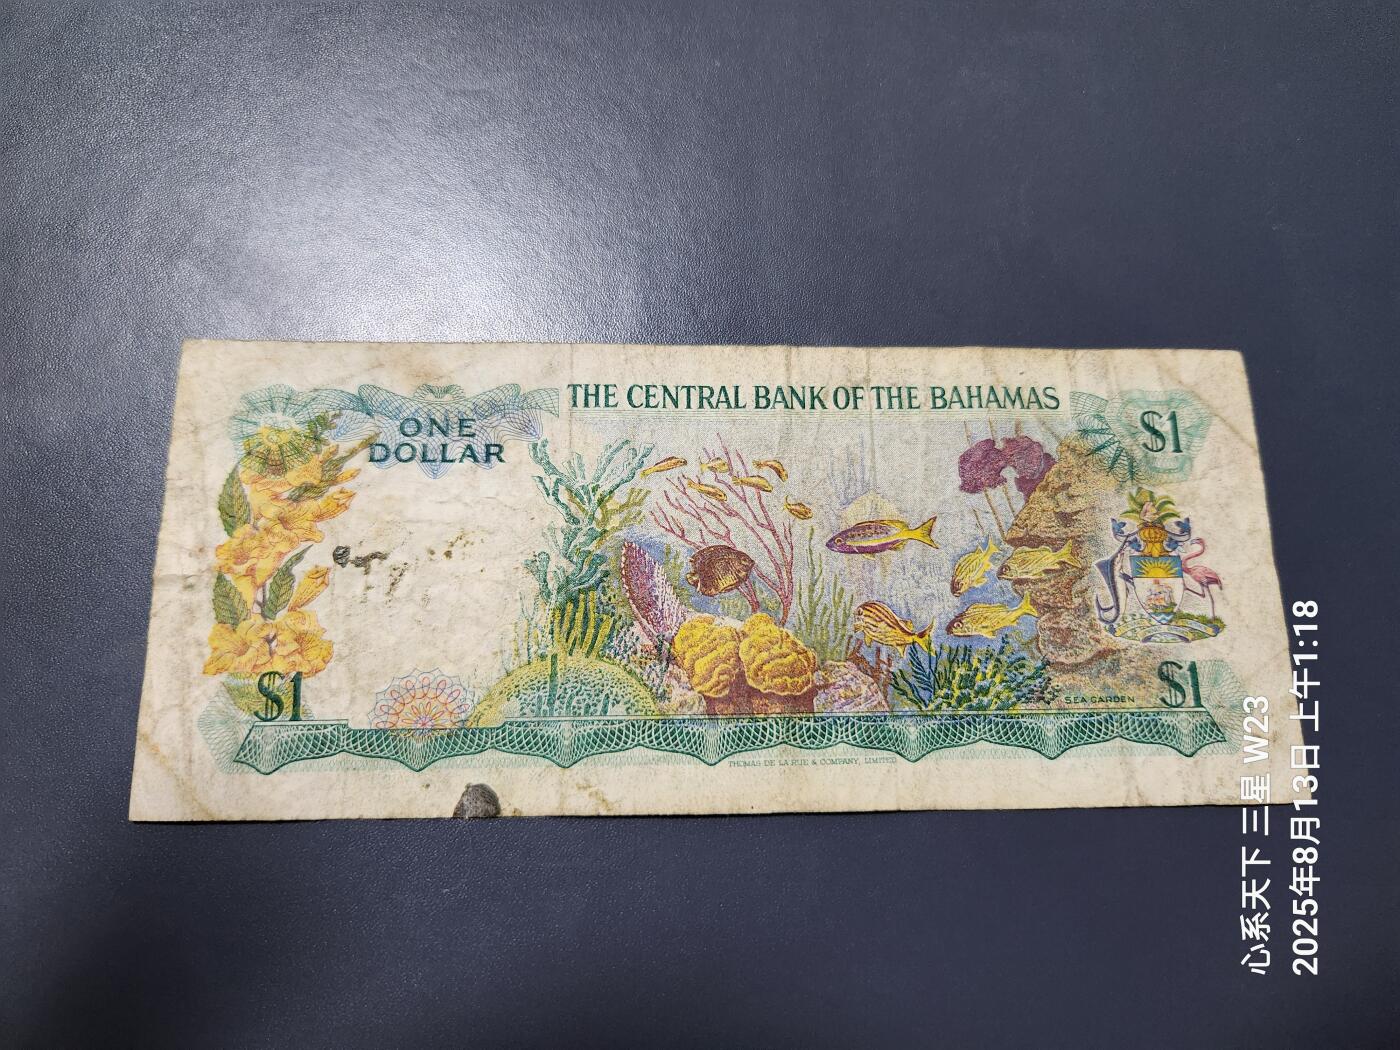 THE CENTRAL BANK OF THE BAHAMAS
ONE
DOLLAR
$1
$1
SEA GARDEN
$1
THOMAS DE LA RUE & COMPANY, LIMITED
心系天下 三星 W23
2025年8月13日 上午1:18